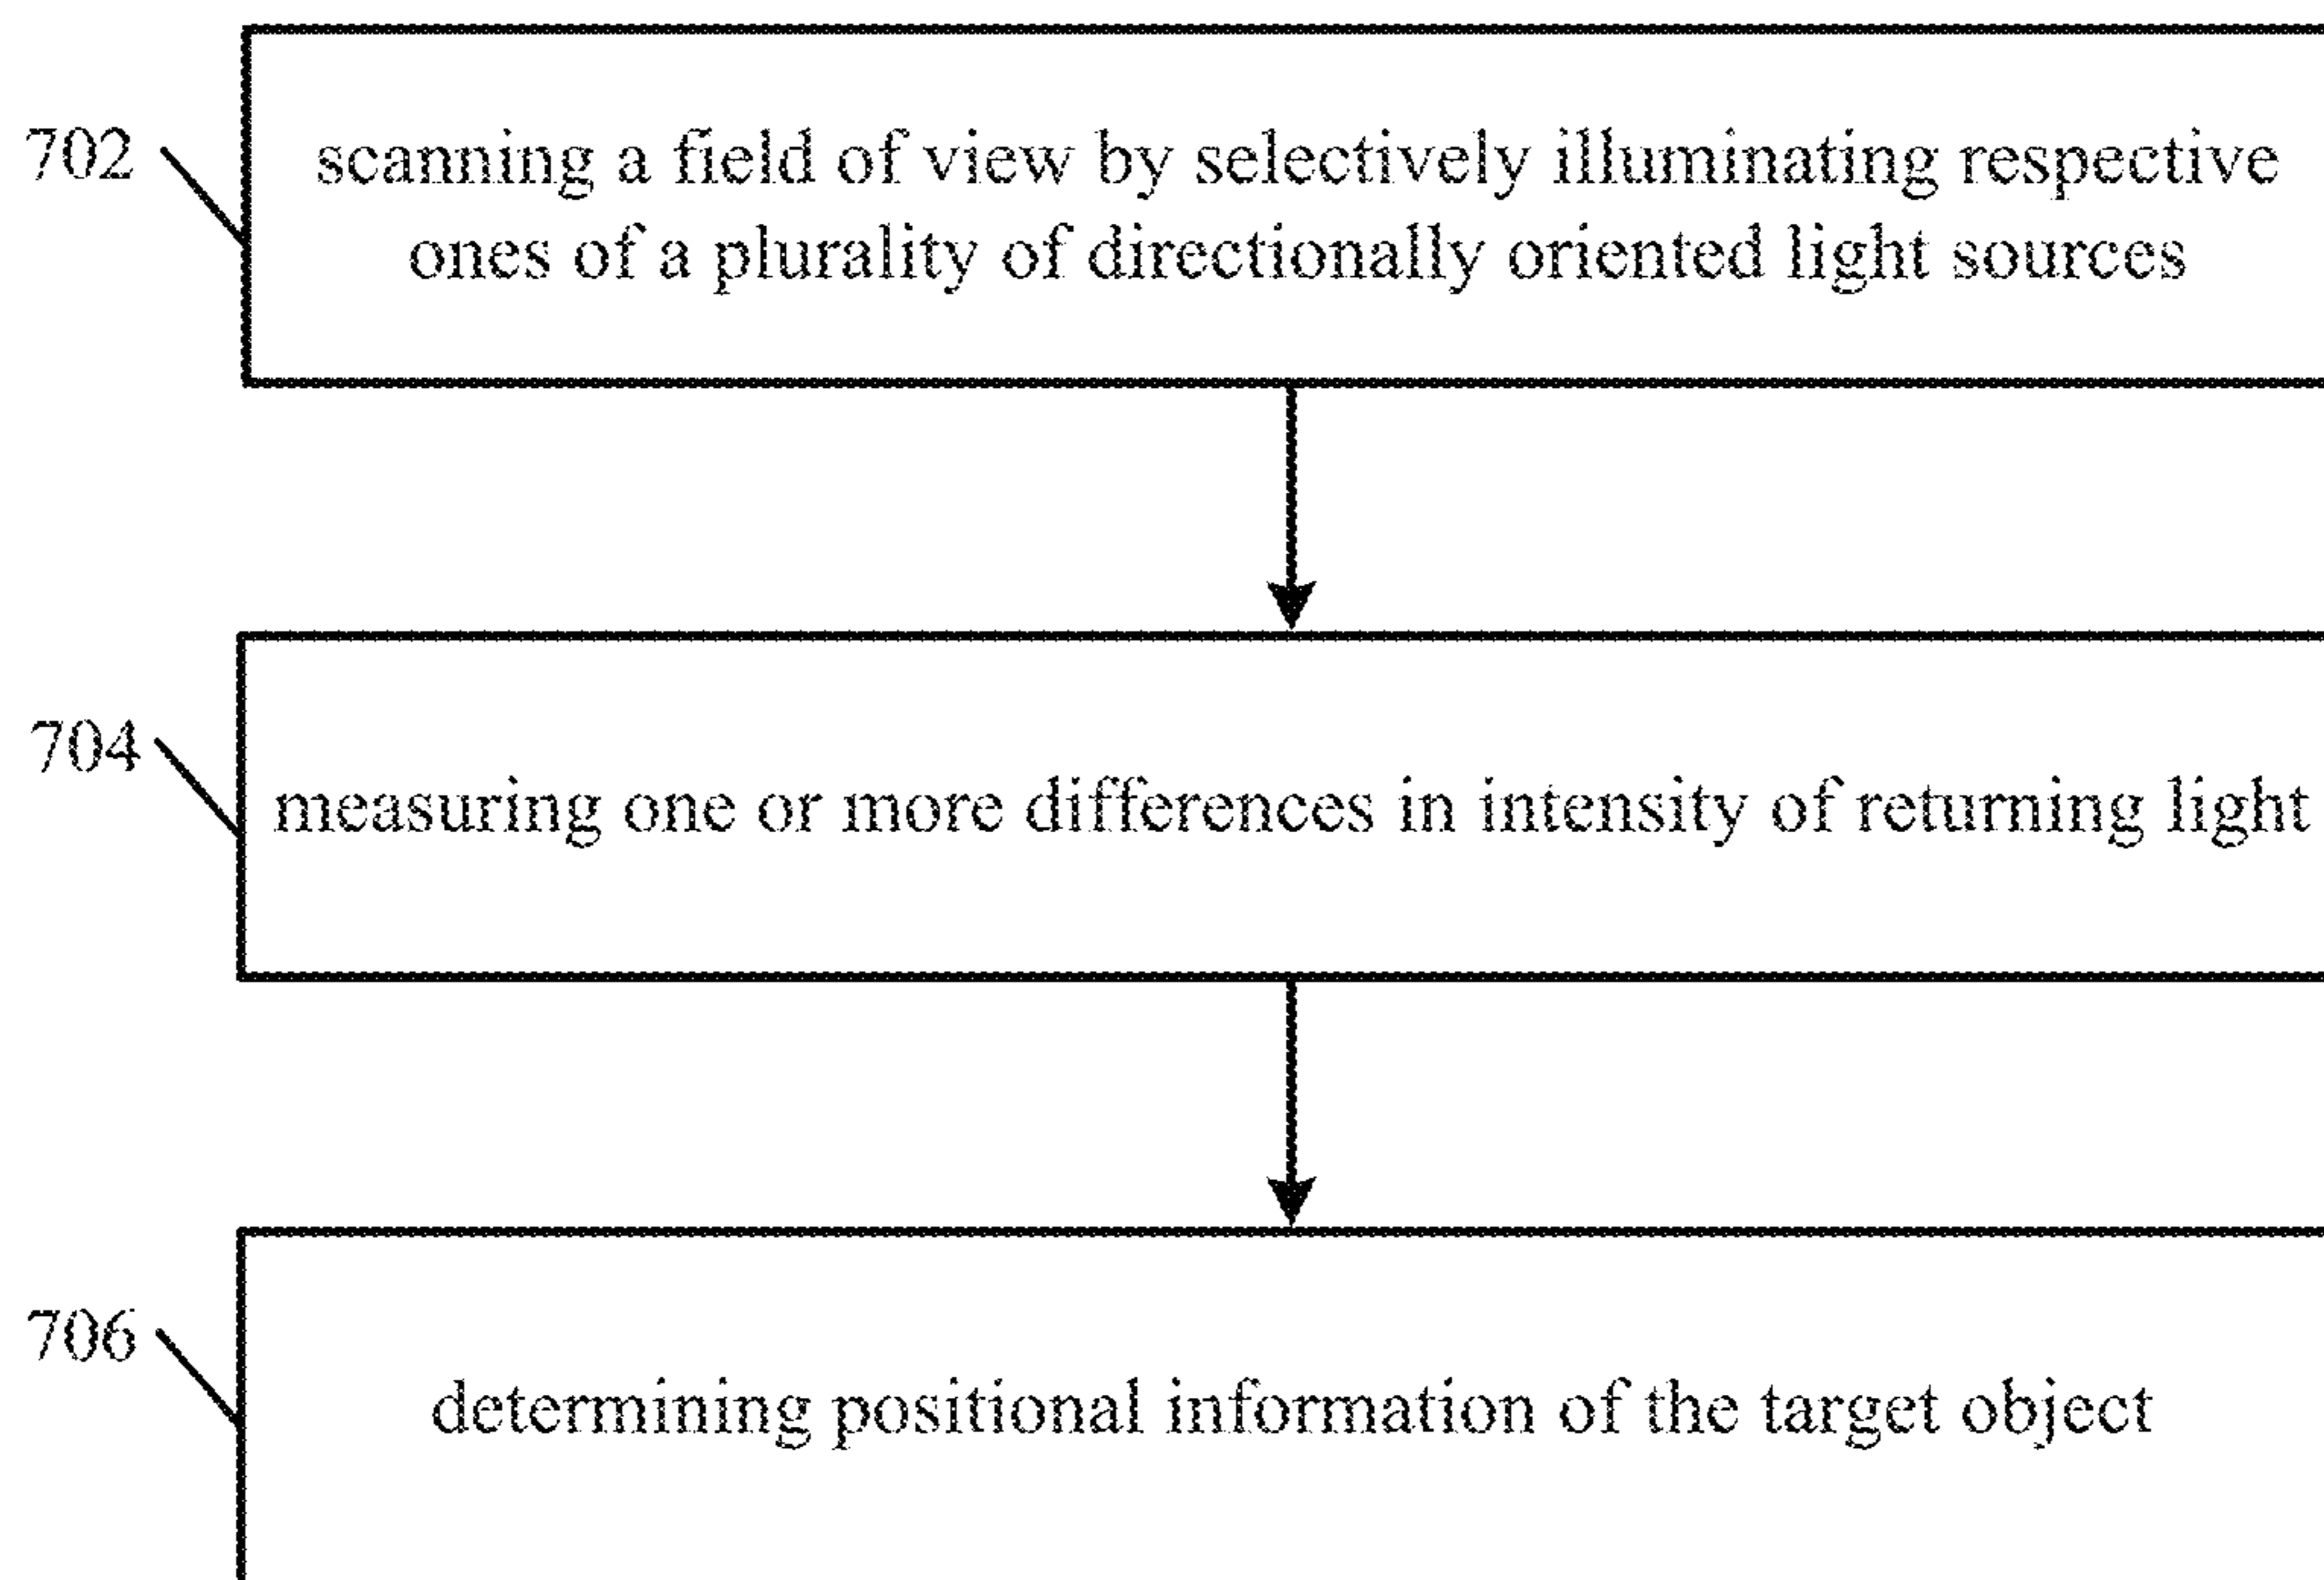 702
scanning a field of view by selectively illuminating respective
ones of a plurality of directionally oriented light sources
704
measuring one or more differences in intensity of returning light
706
determining positional information of the target object